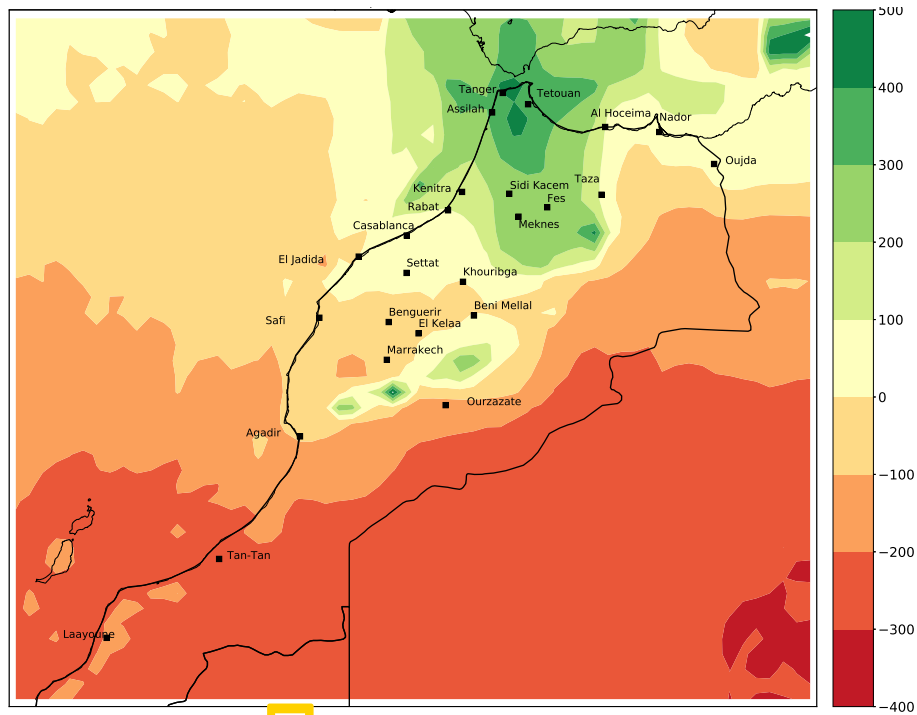 500
Tanger
Tetouan
400
Assilah
Al Hoceima
Nador
Oujda
300
Taza
Kenitra
Sidi Kacem
Fes
Rabat
Meknes
Casablanca
200
El Jadida
Settat
Khouribga
100
Safi
Benguerir
Beni Mellal
El Kelaa
Marrakech
0
Ourzazate
Agadir
−100
−200
Tan-Tan
−300
Laayoune
−400